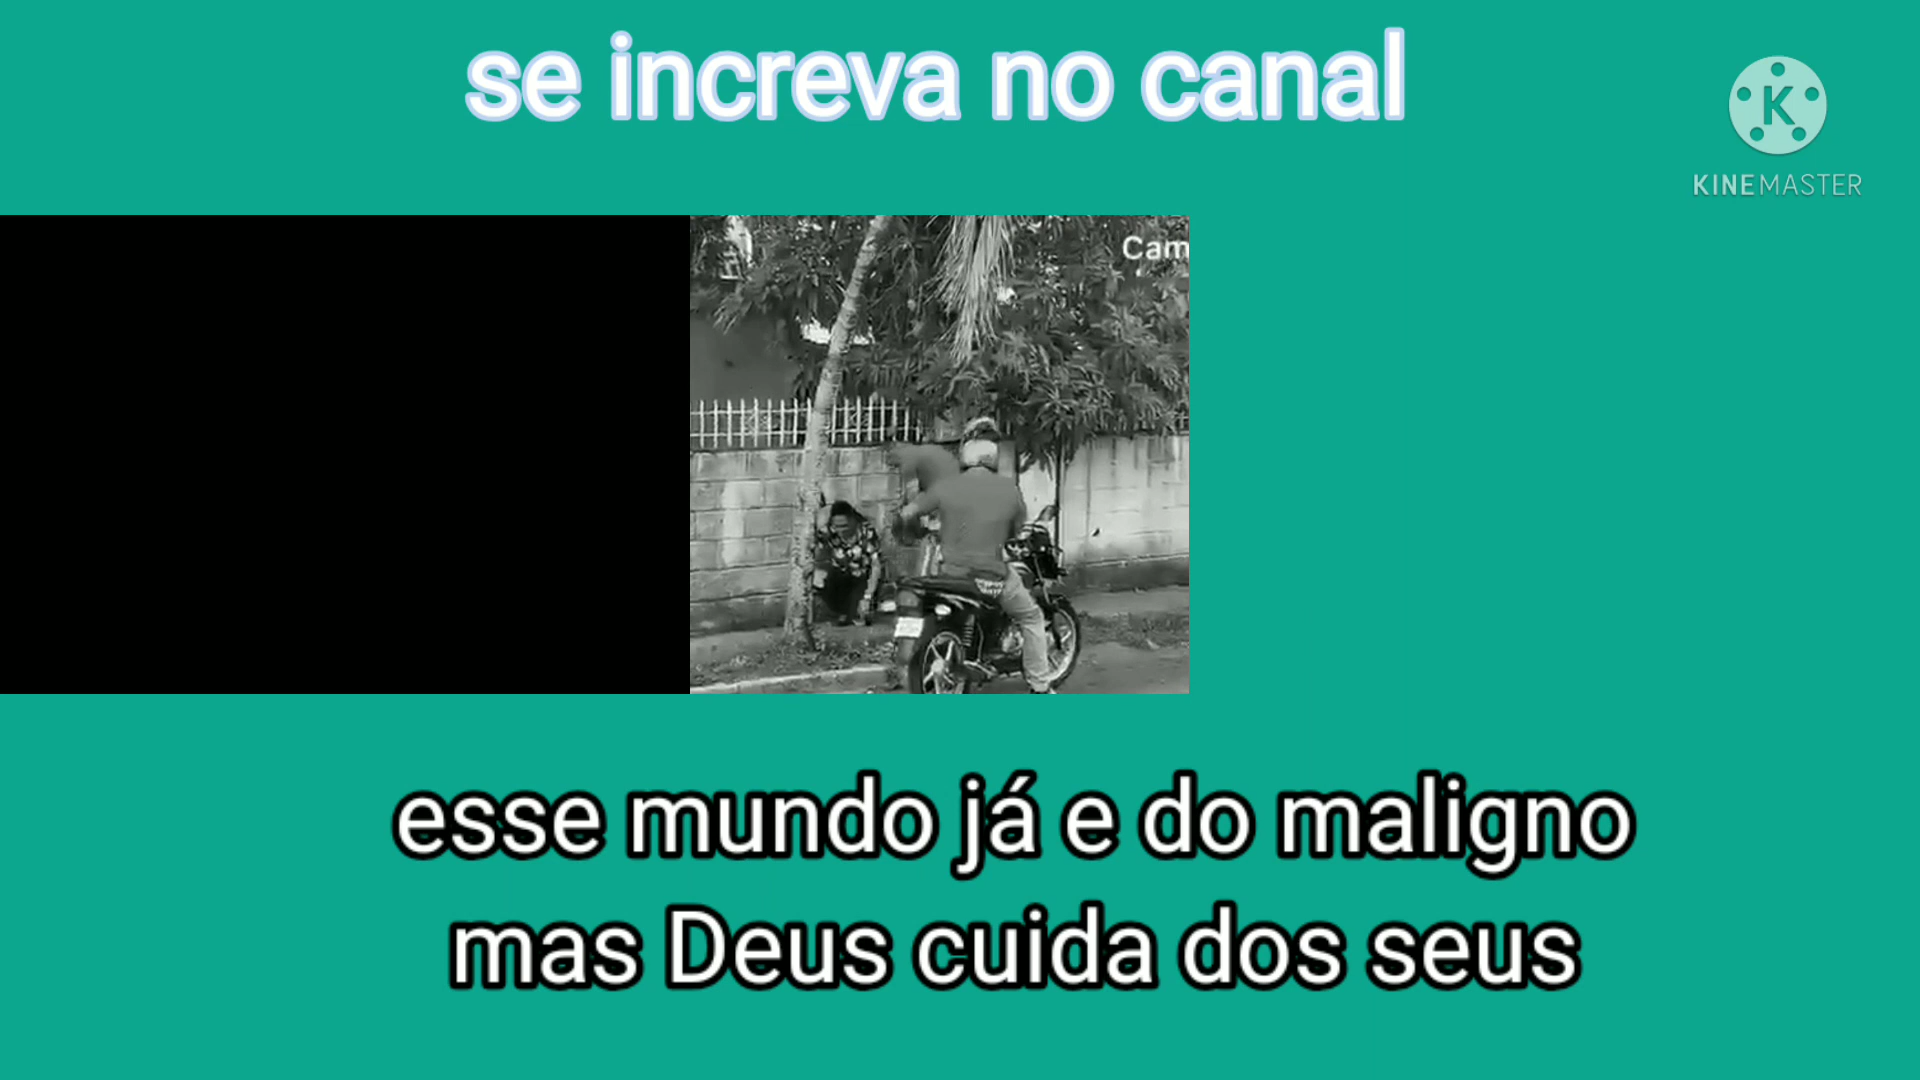 se increva no canal
K
KINEMASTER
Cam
esse mundo já e do maligno
mas Deus cuida dos seus